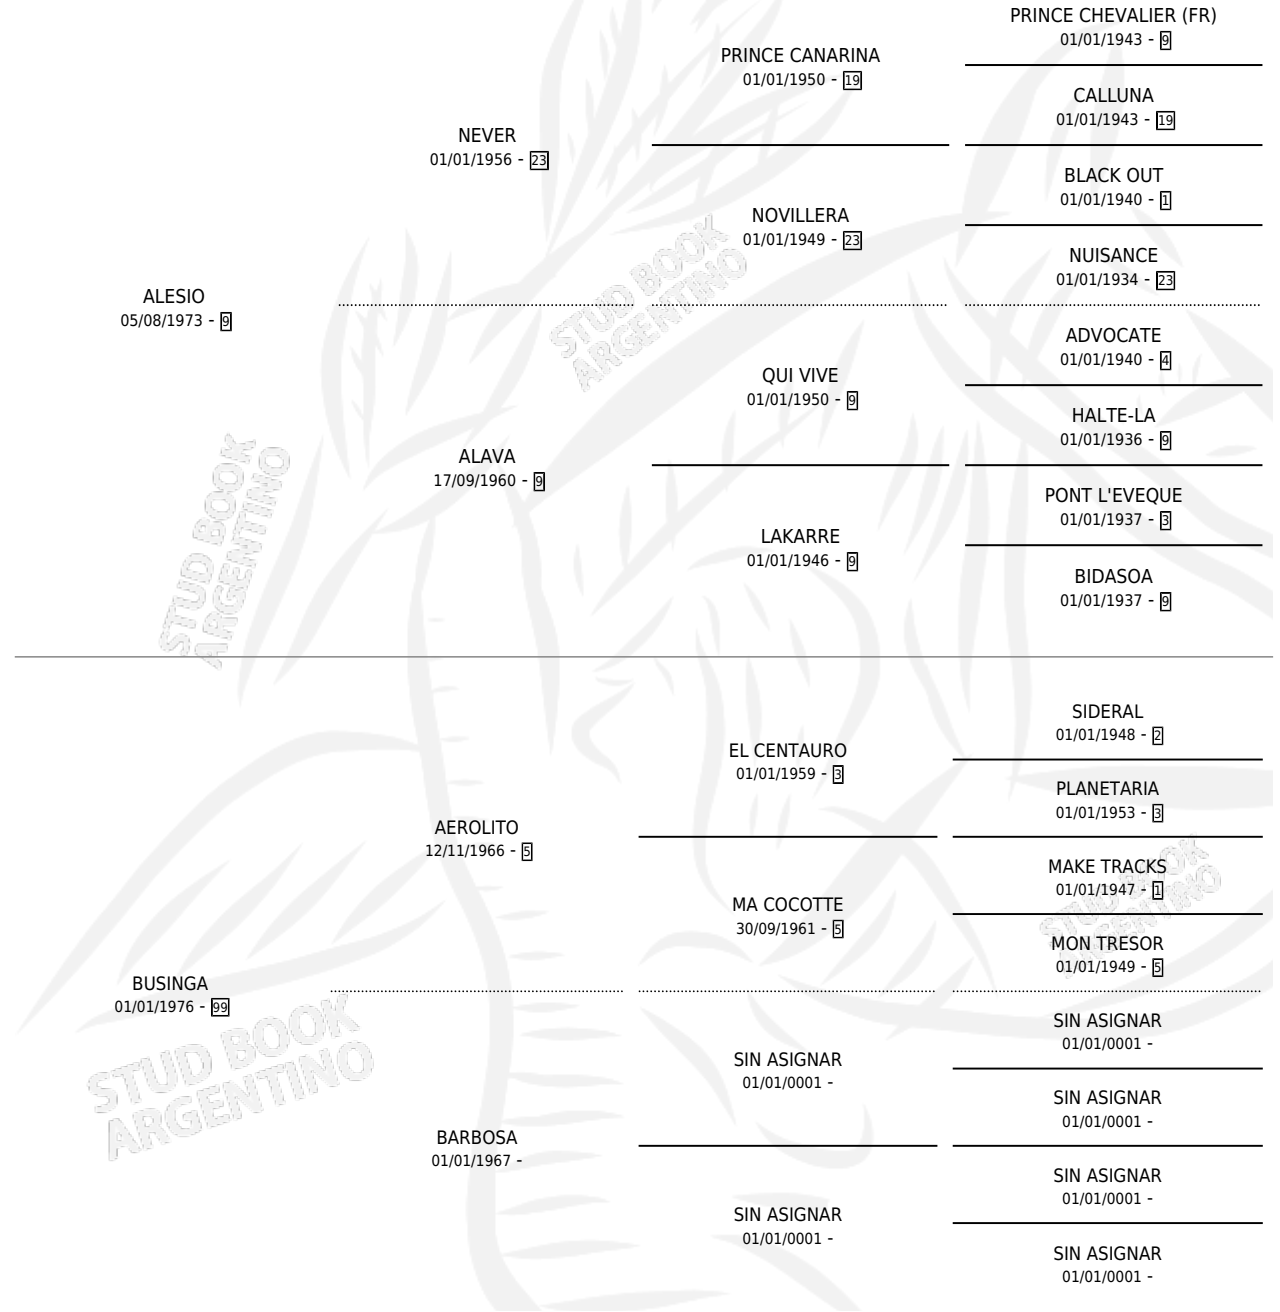 PRINCE CHEVALIER (FR)
01/01/1943 - 9
PRINCE CANARINA
01/01/1950 - 19
CALLUNA
01/01/1943 - 19
NEVER
01/01/1956 - 23
BLACK OUT
01/01/1940 - 1
NOVILLERA
01/01/1949 - 23
NUISANCE
01/01/1934 - 23
ALESIO
05/08/1973 - 9
STUD BOOK
ARGENTINO
ADVOCATE
01/01/1940 - 4
QUI VIVE
01/01/1950 - 9
HALTE-LA
01/01/1936 - 9
ALAVA
17/09/1960 - 9
PONT L'EVEQUE
01/01/1937 - 3
LAKARRE
01/01/1946 - 9
BIDASOA
01/01/1937 - 9
STUD BOOK
ARGENTINO
SIDERAL
01/01/1948 - 2
EL CENTAURO
01/01/1959 - 3
PLANETARIA
01/01/1953 - 3
AEROLITO
12/11/1966 - 5
MAKE TRACKS
01/01/1947 - 1
MA COCOTTE
30/09/1961 - 5
MON TRESOR
01/01/1949 - 5
STUD BOOK
ARGENTINO
BUSINGA
01/01/1976 - 99
SIN ASIGNAR
01/01/0001 -
SIN ASIGNAR
01/01/0001 -
SIN ASIGNAR
01/01/0001 -
STUD BOOK
ARGENTINO
BARBOSA
01/01/1967 -
SIN ASIGNAR
01/01/0001 -
SIN ASIGNAR
01/01/0001 -
SIN ASIGNAR
01/01/0001 -